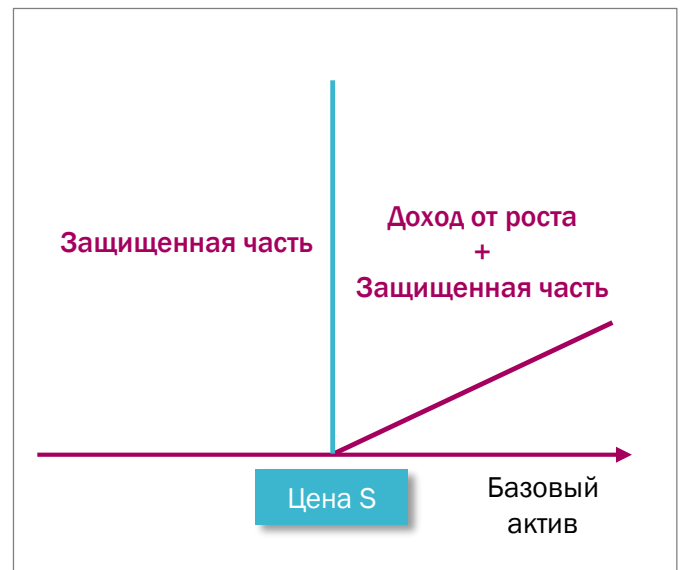 Защищенная часть
Доход от роста
+
Защищенная часть
Цена S
Базовый
актив